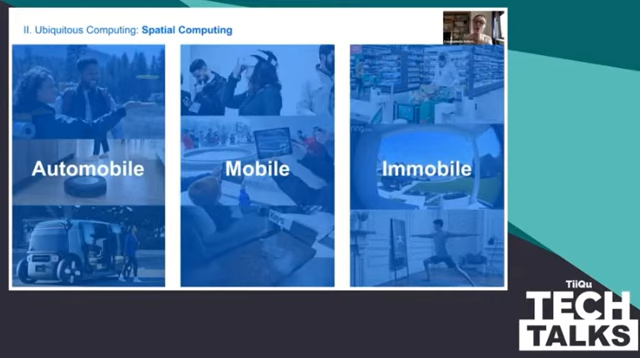 II. Ubiquitous Computing: Spatial Computing
Automobile
Mobile
Immobile
TiiQu
TECH
TALKS